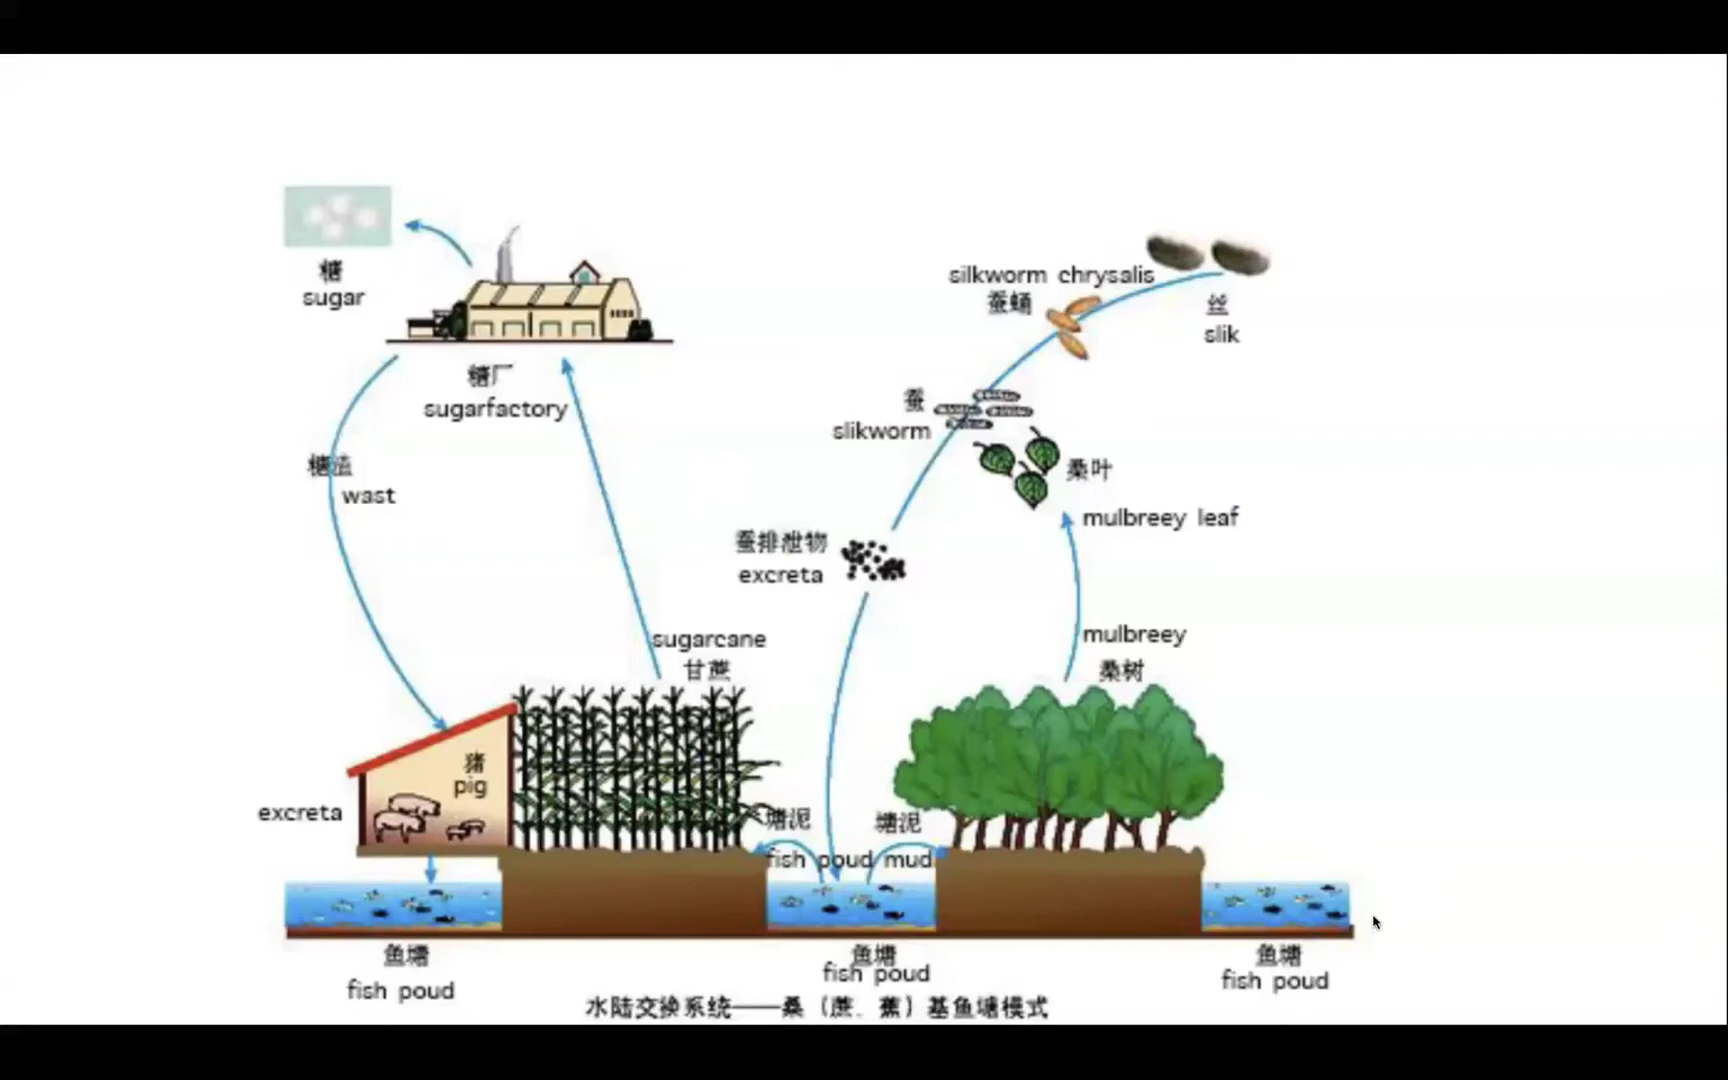 糖
sugar
糖厂
sugarfactory
糖渣
wast
silkworm chrysalis
蚕蛹
丝
slik
蚕
slikworm
桑叶
mulbreey leaf
蚕排泄物
excreta
sugarcane
甘蔗
mulbreey
桑树
猪
pig
excreta
塘泥
塘泥
fish poud mud
鱼塘
fish poud
鱼塘
fish poud
鱼塘
fish poud
水陆交换系统——桑（蔗、蕉）基鱼塘模式